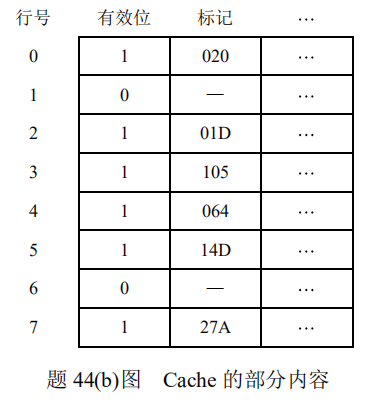 行号 有效位 标记 …
0 1 020 …
1 0 — …
2 1 01D …
3 1 105 …
4 1 064 …
5 1 14D …
6 0 — …
7 1 27A …
题 44(b)图 Cache 的部分内容